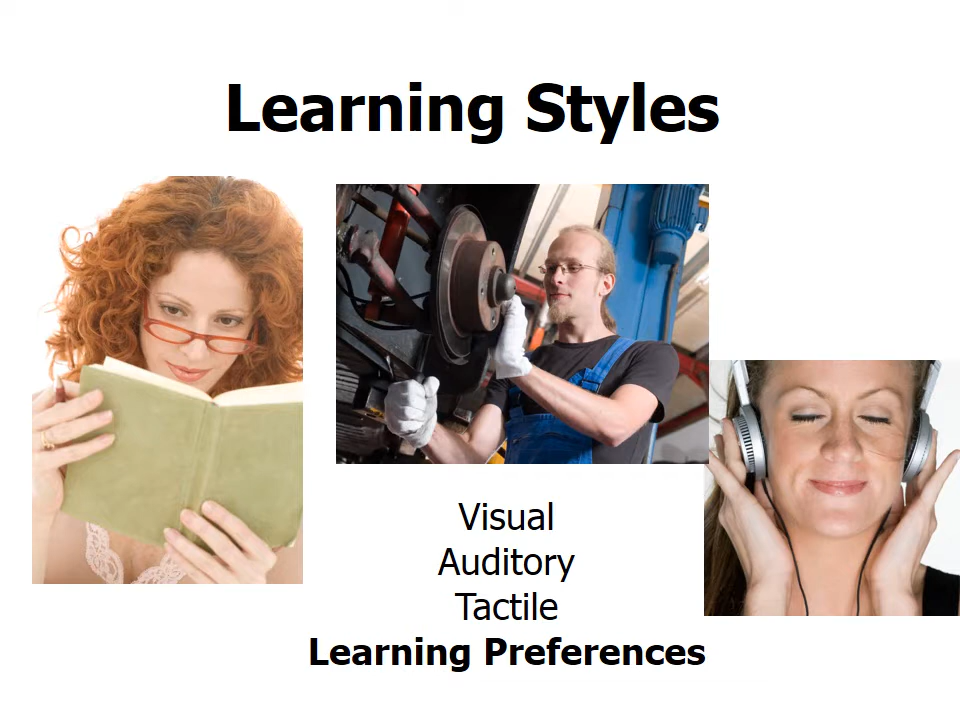 Learning Styles
Visual
Auditory
Tactile
Learning Preferences